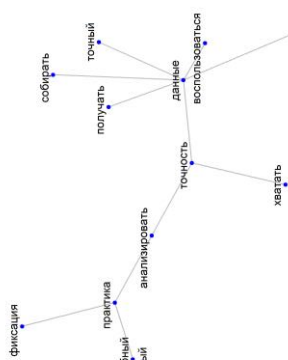 точный
воспользоваться
собирать
данные
получать
точность
хватать
анализировать
практика
фиксация